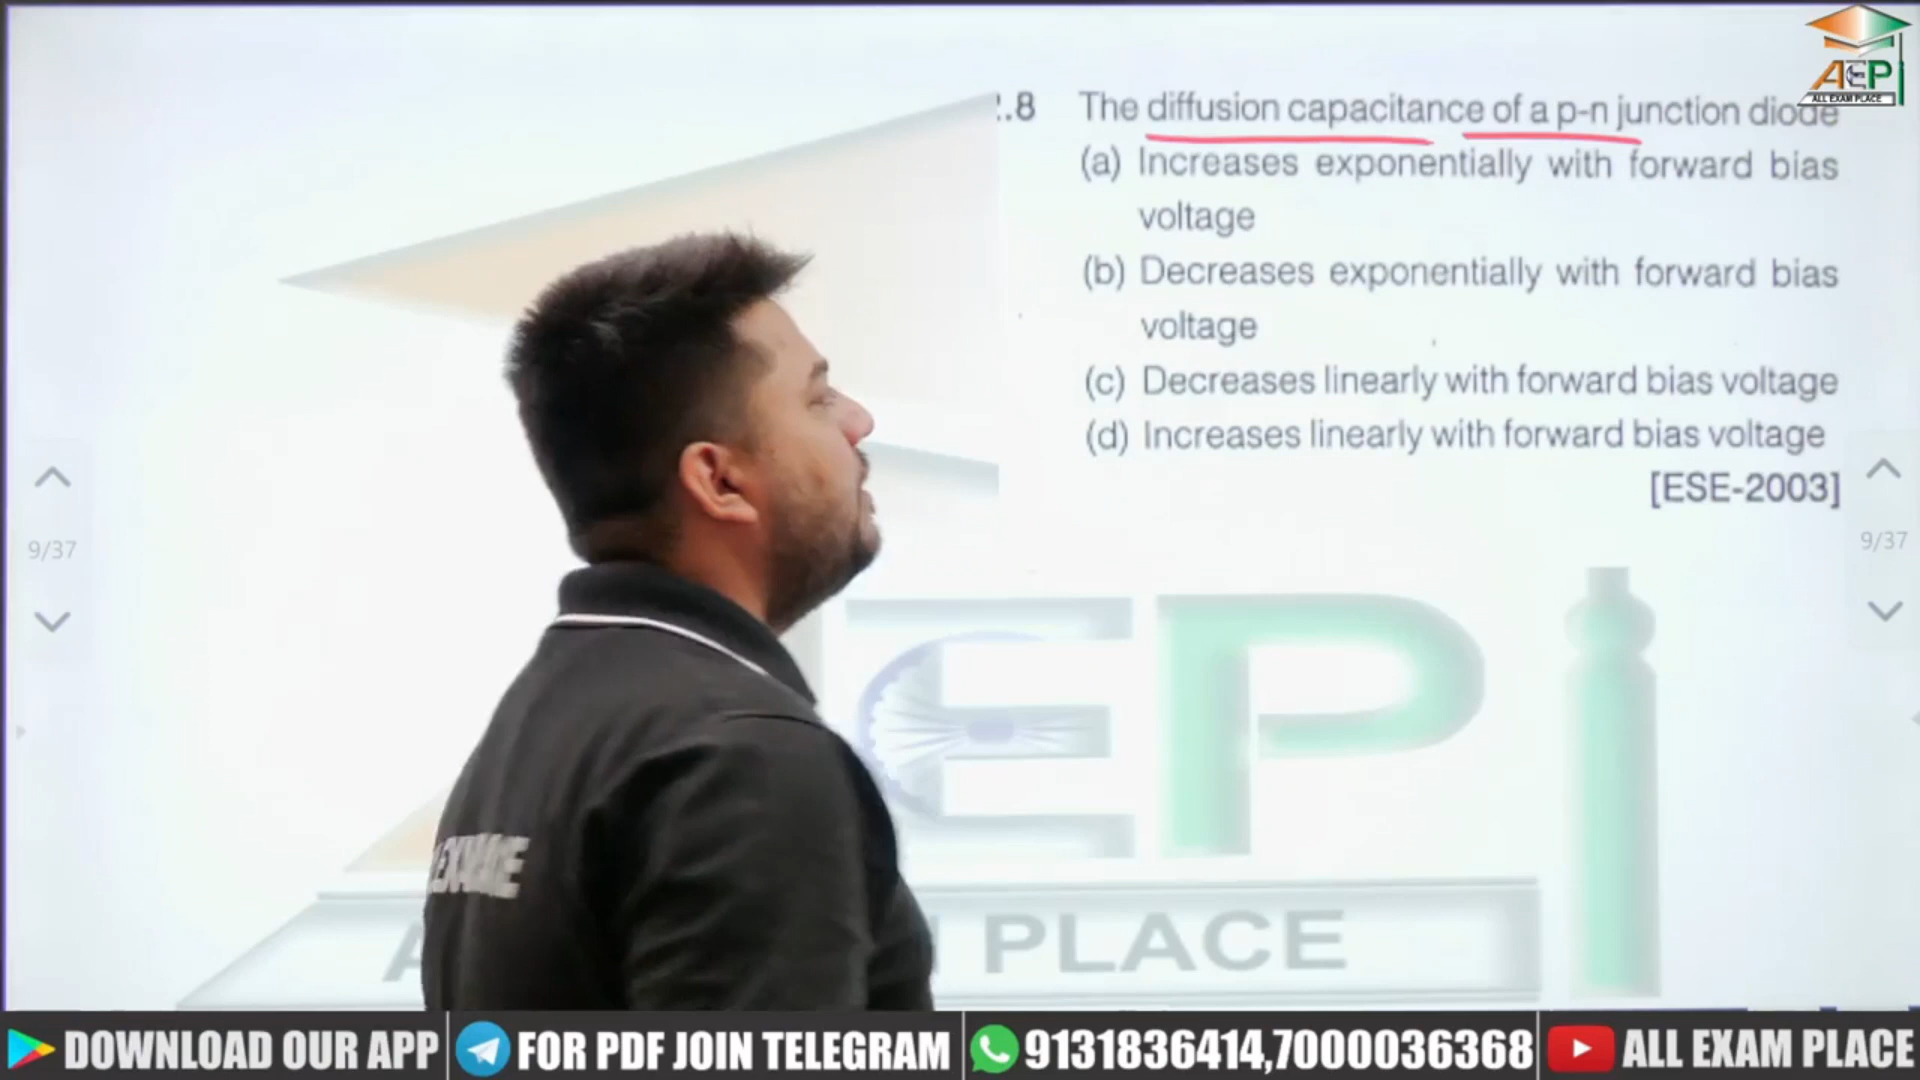 .8 The diffusion capacitance of a p-n junction diode
(a) Increases exponentially with forward bias
voltage
(b) Decreases exponentially with forward bias
voltage
(c) Decreases linearly with forward bias voltage
(d) Increases linearly with forward bias voltage
[ESE-2003]
AEP
ALL EXAM PLACE
9/37
9/37
EP
PLACE
DOWNLOAD OUR APP
FOR PDF JOIN TELEGRAM
9131836414,7000036368
ALL EXAM PLACE